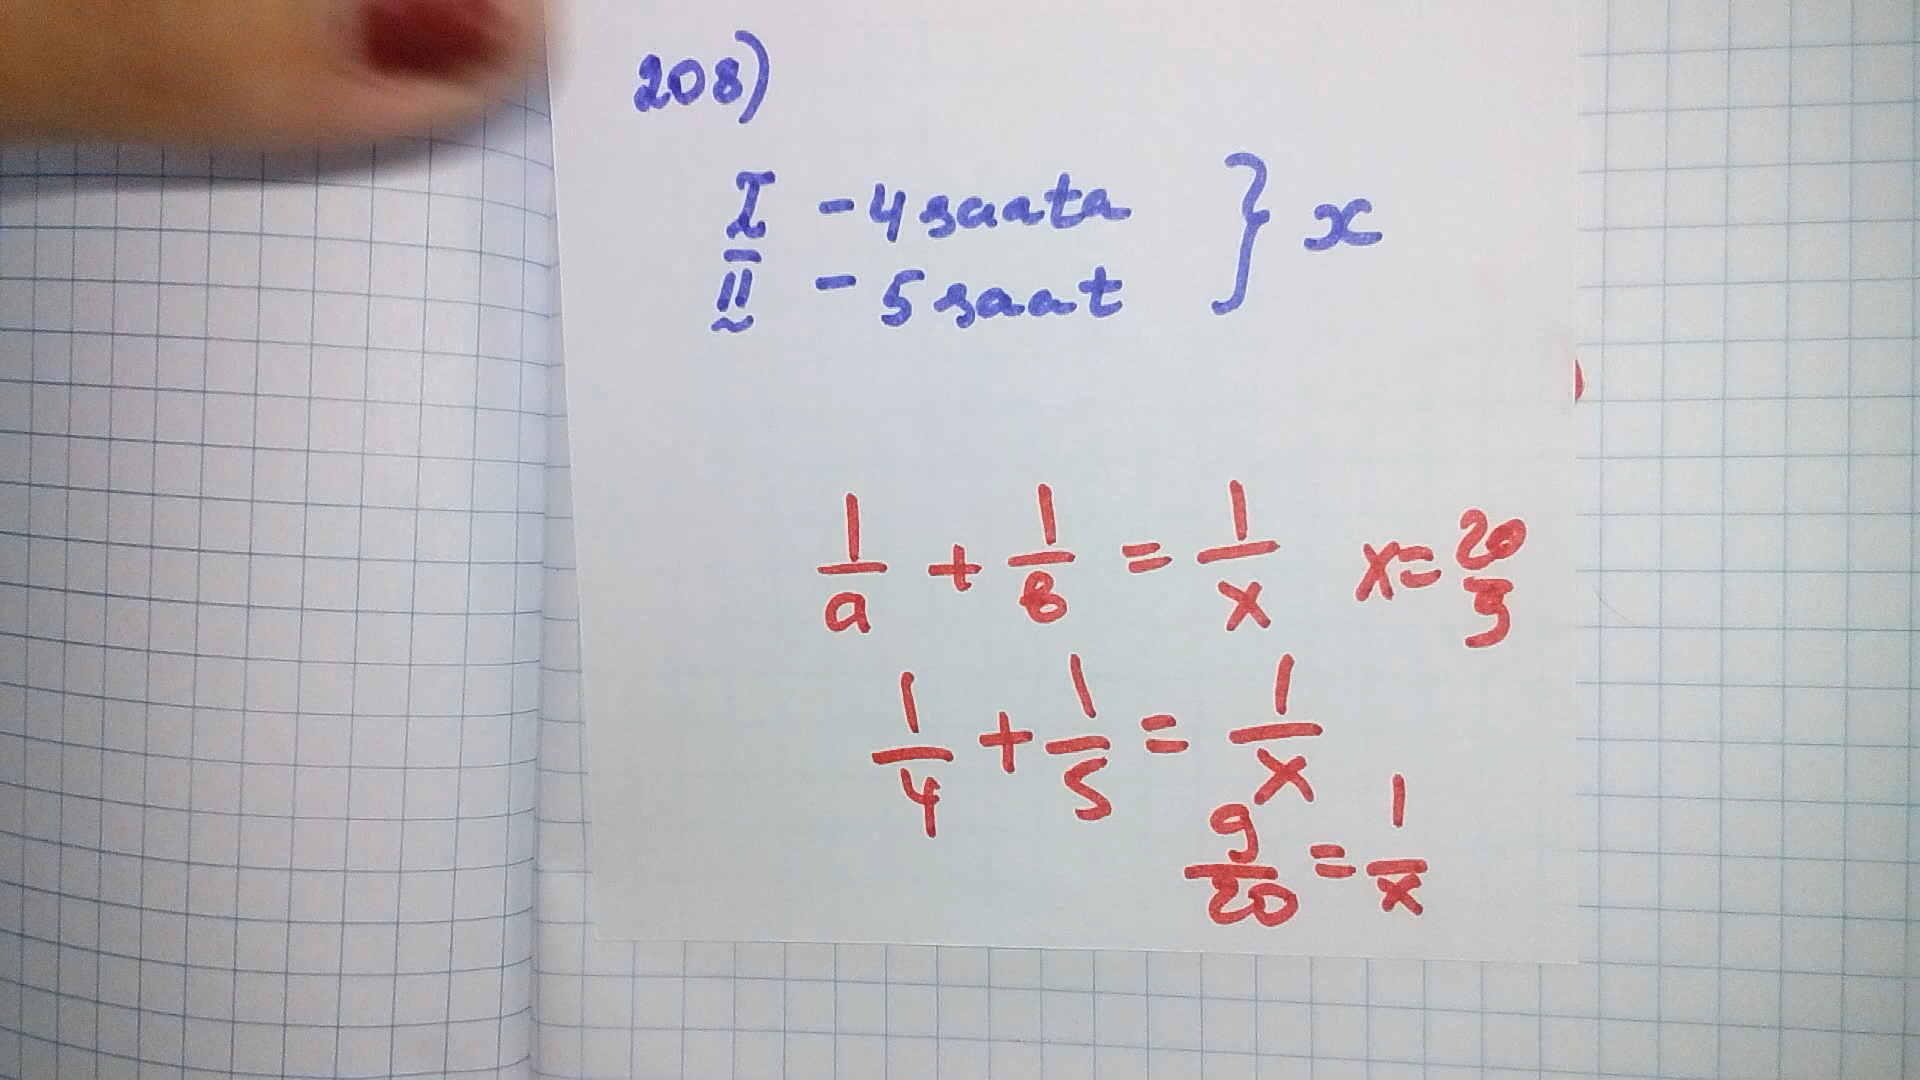 208)
I - 4 saata
II - 5 saat } x
1/a + 1/b = 1/x x = 20/9
1/4 + 1/5 = 1/x
9/20 = 1/x